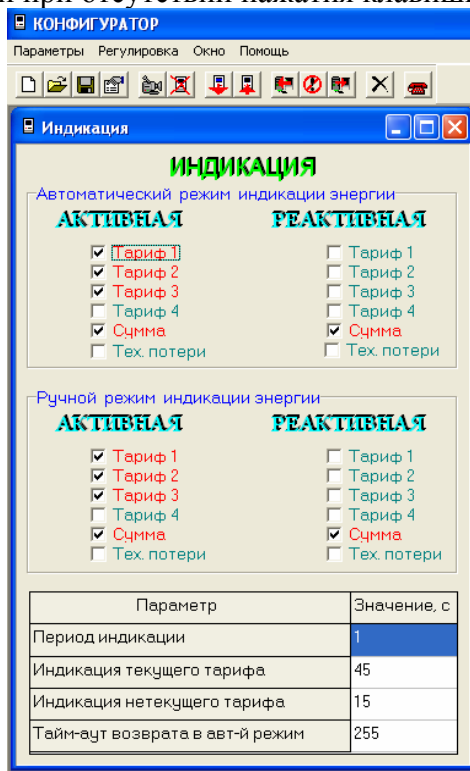 при отсутствии нажатия клавиш
КОНФИГУРАТОР
Параметры Регулировка Окно Помощь
Индикация
ИНДИКАЦИЯ
Автоматический режим индикации энергии
АКТИВНАЯ РЕАКТИВНАЯ
Тариф 1 Тариф 1
Тариф 2 Тариф 2
Тариф 3 Тариф 3
Тариф 4 Тариф 4
Сумма Сумма
Тех. потери Тех. потери
Ручной режим индикации энергии
АКТИВНАЯ РЕАКТИВНАЯ
Тариф 1 Тариф 1
Тариф 2 Тариф 2
Тариф 3 Тариф 3
Тариф 4 Тариф 4
Сумма Сумма
Тех. потери Тех. потери
Параметр Значение, с
Период индикации 1
Индикация текущего тарифа 45
Индикация нетекущего тарифа 15
Тайм-аут возврата в авт-й режим 255